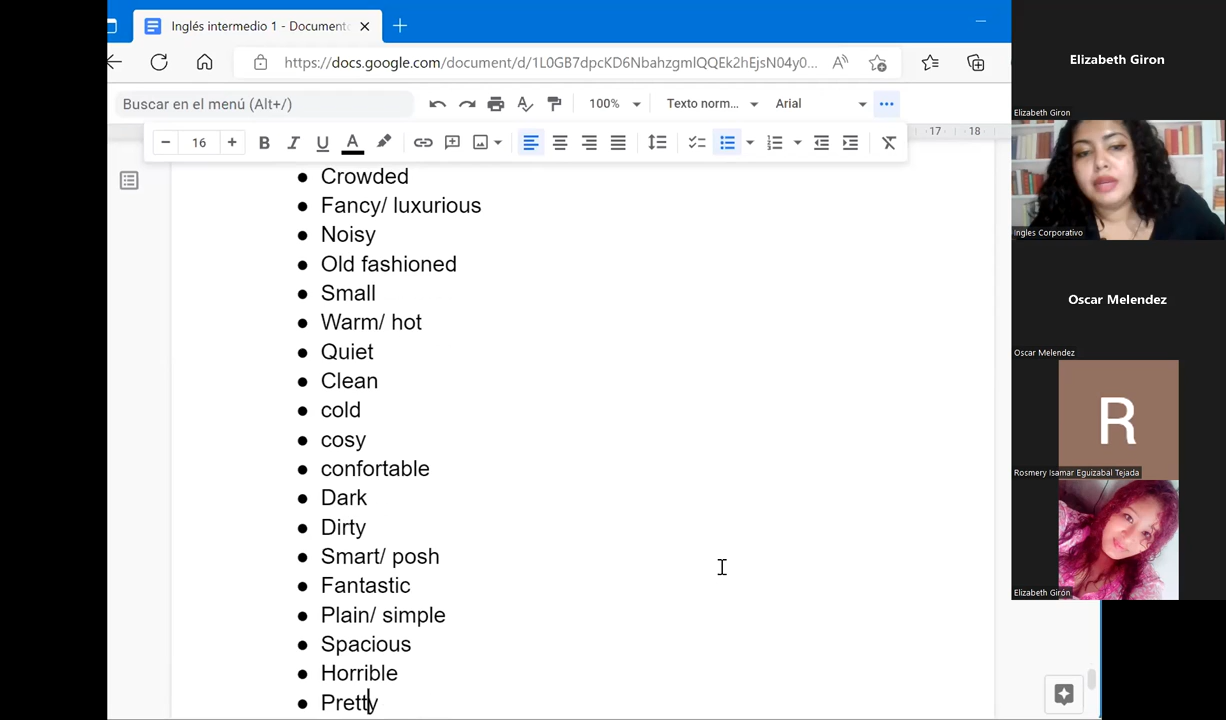 Inglés intermedio 1 - Documento
https://docs.google.com/document/d/1L0GB7dpcKD6NbahzgmlQQEk2hEjsN04y0...
Buscar en el menú (Alt+/)
100%
Texto norm...
Arial
16
17
18
Crowded
Fancy/ luxurious
Noisy
Old fashioned
Small
Warm/ hot
Quiet
Clean
cold
cosy
confortable
Dark
Dirty
Smart/ posh
Fantastic
Plain/ simple
Spacious
Horrible
Pretty
Elizabeth Giron
Elizabeth Giron
Ingles Corporativo
Oscar Melendez
Oscar Melendez
R
Rosmery Isamar Eguizabal Tejada
Elizabeth Girón